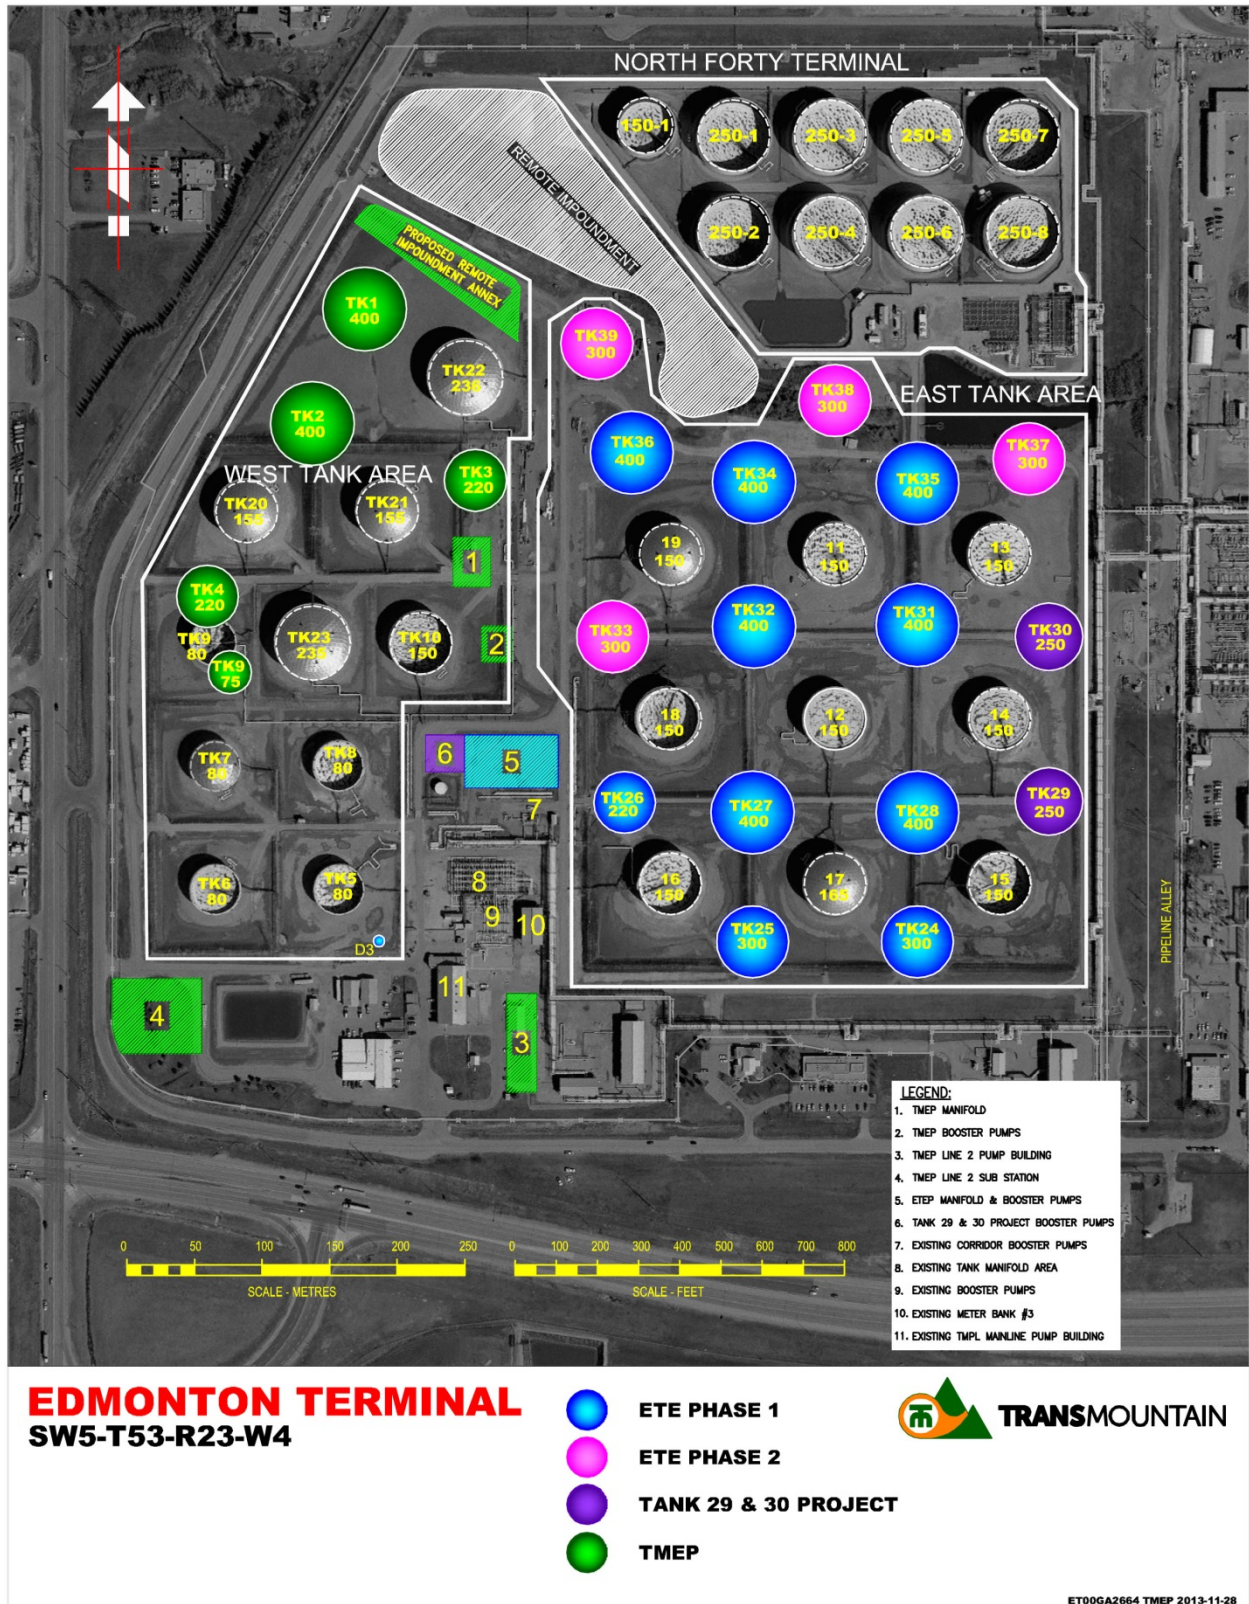 NORTH FORTY TERMINAL
150-1
250-1
250-3
250-5
250-7
250-2
250-4
250-6
250-8
REMOTE IMPOUNDMENT
PROPOSED REMOTE
IMPOUNDMENT ANNEX
TK1
400
TK22
239
TK2
400
WEST TANK AREA
TK3
220
TK20
155
TK21
155
1
TK4
220
TK9
80
TK9
75
TK23
239
TK10
150
2
TK7
80
TK8
80
TK6
80
TK5
80
D3
EAST TANK AREA
TK39
300
TK38
300
TK37
300
TK36
400
TK34
400
TK35
400
19
150
11
150
13
150
TK33
300
TK32
400
TK31
400
TK30
250
18
150
12
150
14
150
TK26
220
TK27
400
TK28
400
TK29
250
16
150
17
165
15
150
TK25
300
TK24
300
6
5
7
8
9
10
11
3
4
PIPELINE ALLEY
LEGEND:
1. TMEP MANIFOLD
2. TMEP BOOSTER PUMPS
3. TMEP LINE 2 PUMP BUILDING
4. TMEP LINE 2 SUB STATION
5. ETEP MANIFOLD & BOOSTER PUMPS
6. TANK 29 & 30 PROJECT BOOSTER PUMPS
7. EXISTING CORRIDOR BOOSTER PUMPS
8. EXISTING TANK MANIFOLD AREA
9. EXISTING BOOSTER PUMPS
10. EXISTING METER BANK #3
11. EXISTING TMPL MAINLINE PUMP BUILDING
0 50 100 150 200 250
SCALE - METRES
0 100 200 300 400 500 600 700 800
SCALE - FEET
EDMONTON TERMINAL
SW5-T53-R23-W4
ETE PHASE 1
ETE PHASE 2
TANK 29 & 30 PROJECT
TMEP
TRANSMOUNTAIN
ET00GA2664 TMEP 2013-11-28